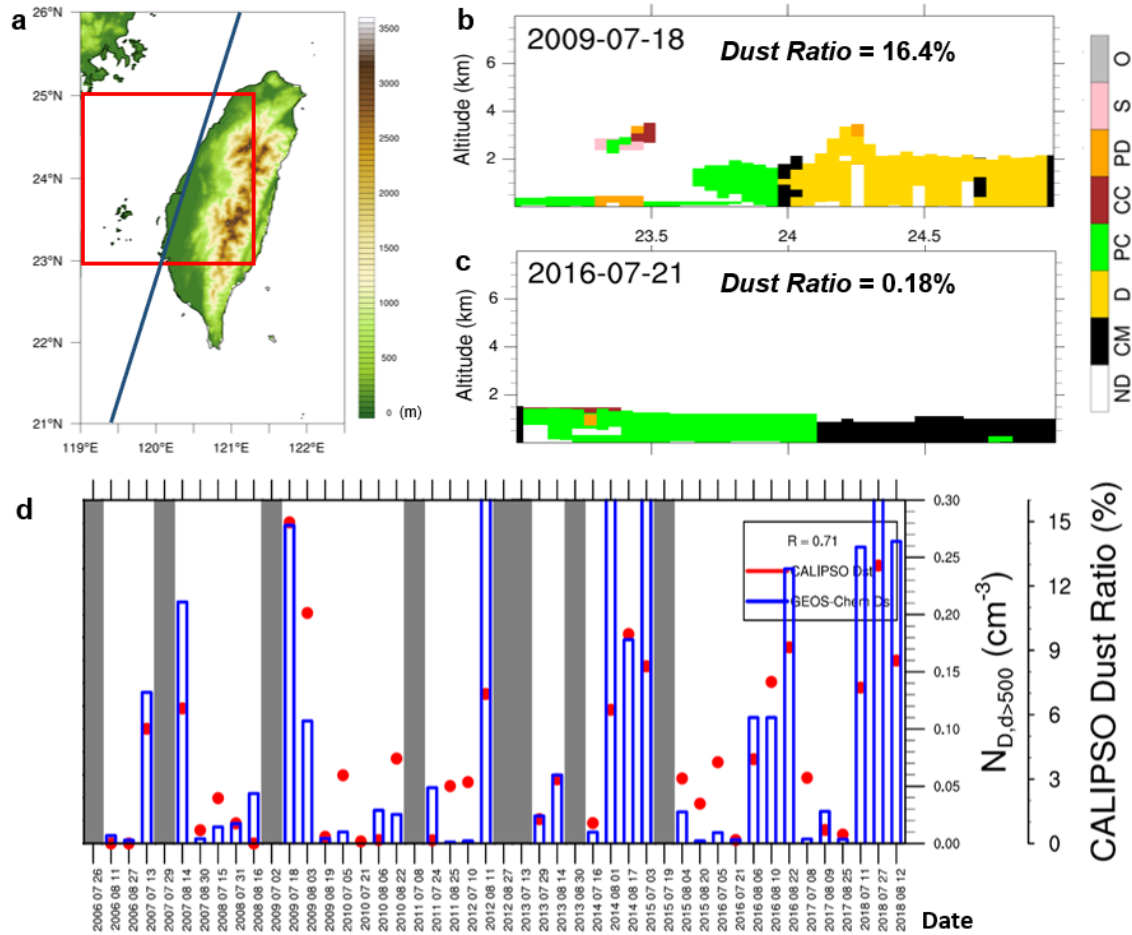 a
26°N
25°N
24°N
23°N
22°N
21°N
119°E
120°E
121°E
122°E
3500
3000
2500
2000
1500
1000
500
0 (m)
b
2009-07-18
Dust Ratio = 16.4%
Altitude (km)
6
4
2
23.5
24
24.5
c
2016-07-21
Dust Ratio = 0.18%
Altitude (km)
6
4
2
O
S
PD
CC
PC
D
CM
ND
d
R = 0.71
CALIPSO Dst
GEOS-Chem Ds
0.30
0.25
0.20
0.15
0.10
0.05
0.00
N_D,d>500 (cm⁻³)
15
12
9
6
3
0
CALIPSO Dust Ratio (%)
2006 07 26
2006 08 11
2006 08 27
2007 07 13
2007 07 29
2007 08 14
2007 08 30
2008 07 15
2008 07 31
2008 08 16
2009 07 02
2009 07 18
2009 08 03
2009 08 19
2010 07 05
2010 07 21
2010 08 06
2010 08 22
2011 07 08
2011 07 24
2011 08 25
2012 07 10
2012 08 11
2012 08 27
2013 07 13
2013 07 29
2013 08 14
2013 08 30
2014 07 16
2014 08 01
2014 08 17
2015 07 03
2015 07 19
2015 08 04
2015 08 20
2016 07 05
2016 07 21
2016 08 06
2016 08 10
2016 08 22
2017 07 08
2017 08 09
2017 08 25
2018 07 11
2018 07 27
2018 08 12
Date